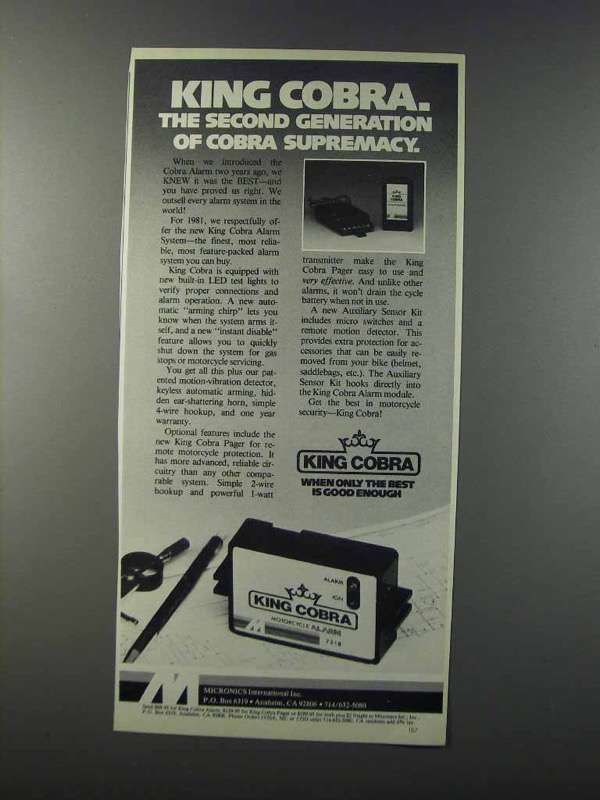 KING COBRA.
THE SECOND GENERATION
OF COBRA SUPREMACY.
When we introduced the
Cobra Alarm two years ago, we
KNEW it was the BEST—and
you have proved us right. We
outsell every alarm system in the
world!
For 1981, we respectfully of-
fer the new King Cobra Alarm
System—the finest, most relia-
ble, most feature-packed alarm
system you can buy.
King Cobra is equipped with
new built-in LED test lights to
verify proper connections and
alarm operation. A new auto-
matic "arming chirp" lets you
know when the system arms it-
self, and a new "instant disable"
feature allows you to quickly
shut down the system for gas
stops or motorcycle servicing.
You get all this plus our pat-
ented motion-vibration detector,
keyless automatic arming, hid-
den ear-shattering horn, simple
4-wire hookup, and one year
warranty.
Optional features include the
new King Cobra Pager for re-
mote motorcycle protection. It
has more advanced, reliable cir-
cuitry than any other compa-
rable system. Simple 2-wire
hookup and powerful 1-watt
KING
COBRA
transmitter make the King
Cobra Pager easy to use and
very effective. And unlike other
alarms, it won't drain the cycle
battery when not in use.
A new Auxiliary Sensor Kit
includes micro switches and a
remote motion detector. This
provides extra protection for ac-
cessories that can be easily re-
moved from your bike (helmet,
saddlebags, etc.). The Auxiliary
Sensor Kit hooks directly into
the King Cobra Alarm module.
Get the best in motorcycle
security—King Cobra!
KING COBRA
WHEN ONLY THE BEST
IS GOOD ENOUGH
ALARM
KING COBRA
MOTORCYCLE ALARM
MICRONICS International Inc.
P.O. Box 6319 • Anaheim, CA 92806 • 714/632-5080
157